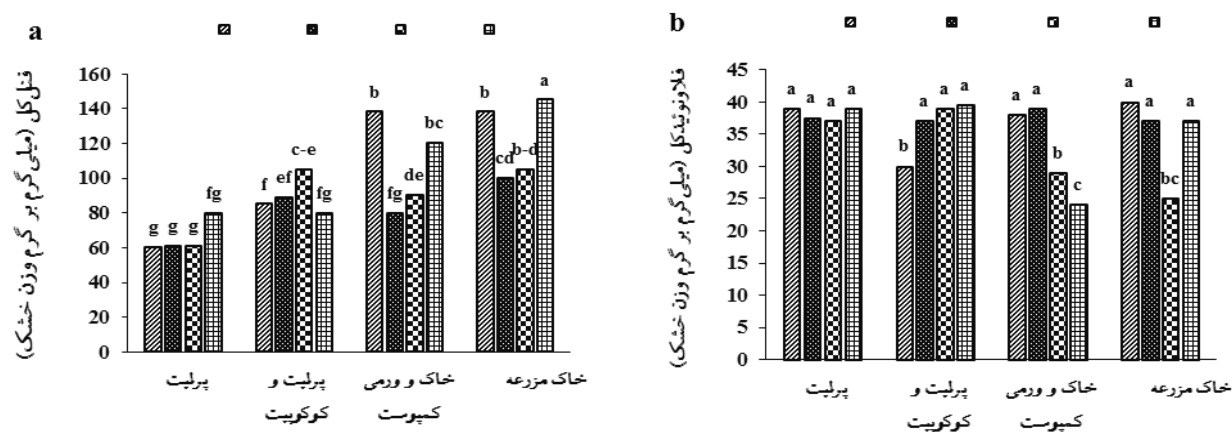 a
فنل کل (میلی گرم بر گرم وزن خشک)
160
140
120
100
80
60
40
20
0
g g g fg
f ef c-e fg
b fg de bc
b cd b-d a
پرلیت
پرلیت و کوکوپیت
خاک و ورمی کمپوست
خاک مزرعه
b
فلاونوئیدکل (میلی گرم بر گرم وزن خشک)
45
40
35
30
25
20
15
10
5
0
a a a a
b a a a
a a b c
a a bc a
پرلیت
پرلیت و کوکوپیت
خاک و ورمی کمپوست
خاک مزرعه